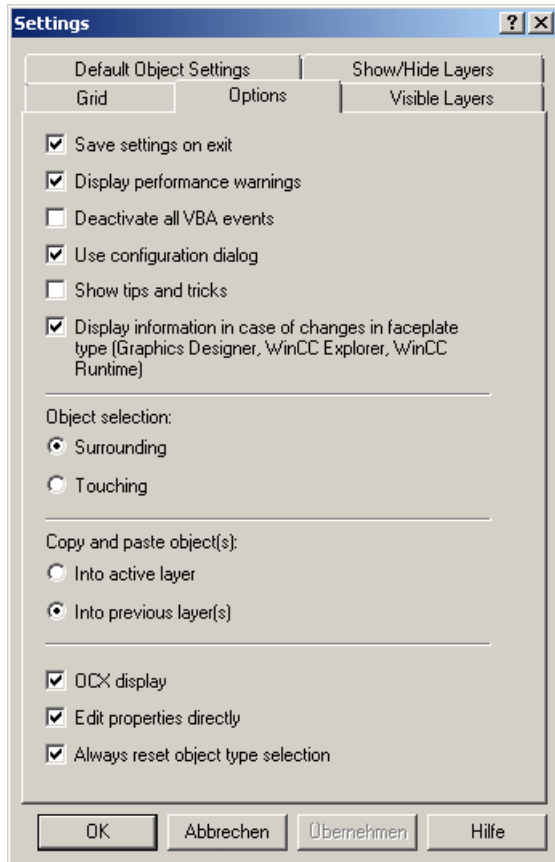 Settings
Default Object Settings
Show/Hide Layers
Grid
Options
Visible Layers
Save settings on exit
Display performance warnings
Deactivate all VBA events
Use configuration dialog
Show tips and tricks
Display information in case of changes in faceplate
type (Graphics Designer, WinCC Explorer, WinCC
Runtime)
Object selection:
Surrounding
Touching
Copy and paste object(s):
Into active layer
Into previous layer(s)
OCX display
Edit properties directly
Always reset object type selection
OK
Abbrechen
Übernehmen
Hilfe